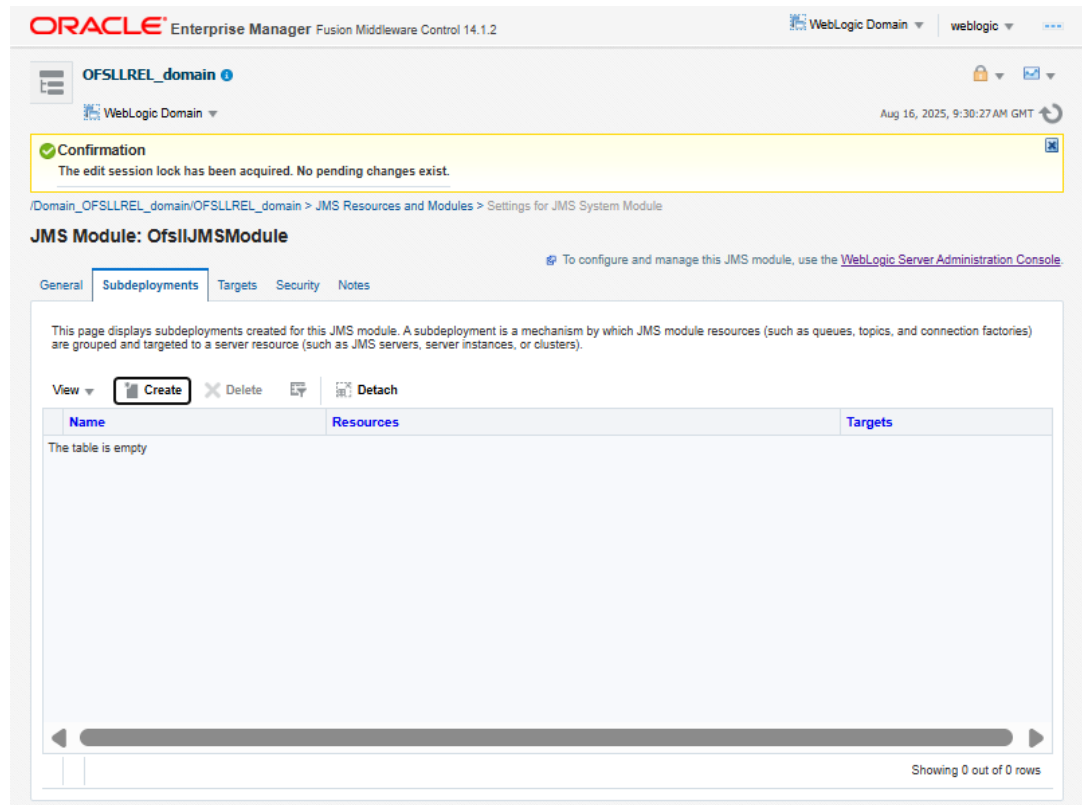 ORACLE Enterprise Manager Fusion Middleware Control 14.1.2
WebLogic Domain weblogic
OFSLLREL_domain
WebLogic Domain
Aug 16, 2025, 9:30:27 AM GMT
Confirmation
The edit session lock has been acquired. No pending changes exist.
/Domain_OFSLLREL_domain/OFSLLREL_domain > JMS Resources and Modules > Settings for JMS System Module
JMS Module: OfsllJMSModule
To configure and manage this JMS module, use the WebLogic Server Administration Console.
General Subdeployments Targets Security Notes
This page displays subdeployments created for this JMS module. A subdeployment is a mechanism by which JMS module resources (such as queues, topics, and connection factories)
are grouped and targeted to a server resource (such as JMS servers, server instances, or clusters).
View Create Delete Detach
Name Resources Targets
The table is empty
Showing 0 out of 0 rows